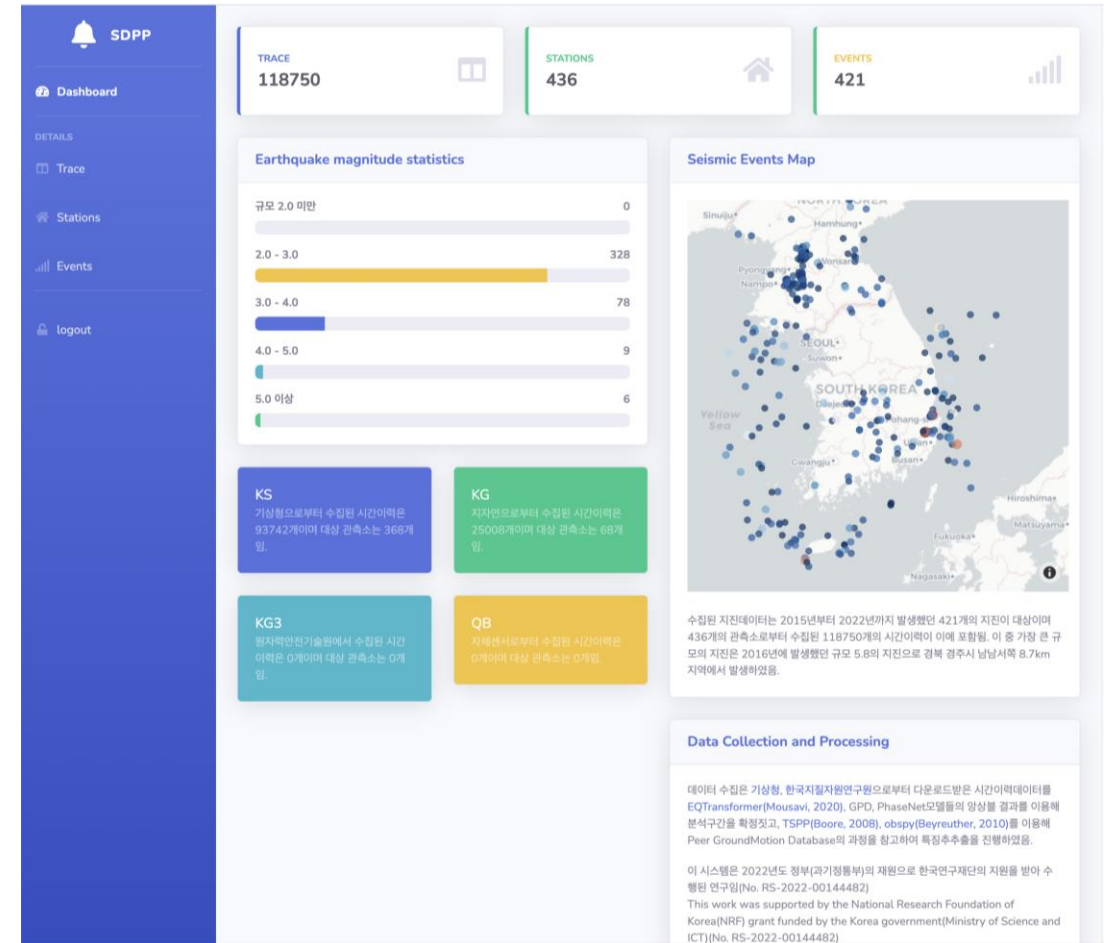 SDPP
Dashboard
DETAILS
Trace
Stations
Events
logout
TRACE
118750
STATIONS
436
EVENTS
421
Earthquake magnitude statistics
규모 2.0 미만 0
2.0 - 3.0 328
3.0 - 4.0 78
4.0 - 5.0 9
5.0 이상 6
KS
기상청으로부터 수집된 시간이력은
93742개이며 대상 관측소는 368개
임.
KG
지자연으로부터 수집된 시간이력은
25008개이며 대상 관측소는 68개
임.
KG3
원자력안전기술원에서 수집된 시간
이력은 0개이며 대상 관측소는 0개
임.
QB
자체센서로부터 수집된 시간이력은
0개이며 대상 관측소는 0개임.
Seismic Events Map
NORTH KOREA
Sinuiju
Hamhung
Wonsan
Pyongyang
Nampo
SEOUL
Suwon
SOUTH KOREA
Daejeon
Yellow
Sea
Pohang-si
Ulsan
Gwangju
Busan
Hiroshima
Matsuyama
Fukuoka
Nagasaki
수집된 지진데이터는 2015년부터 2022년까지 발생했던 421개의 지진이 대상이며
436개의 관측소로부터 수집된 118750개의 시간이력이 이에 포함됨. 이 중 가장 큰 규
모의 지진은 2016년에 발생했던 규모 5.8의 지진으로 경북 경주시 남남서쪽 8.7km
지역에서 발생하였음.
Data Collection and Processing
데이터 수집은 기상청, 한국지질자원연구원으로부터 다운로드받은 시간이력데이터를
EQTransformer(Mousavi, 2020), GPD, PhaseNet모델들의 앙상블 결과를 이용해
분석구간을 확정짓고, TSPP(Boore, 2008), obspy(Beyreuther, 2010)를 이용해
Peer GroundMotion Database의 과정을 참고하여 특징추추출을 진행하였음.
이 시스템은 2022년도 정부(과기정통부)의 재원으로 한국연구재단의 지원을 받아 수
행된 연구임(No. RS-2022-00144482)
This work was supported by the National Research Foundation of
Korea(NRF) grant funded by the Korea government(Ministry of Science and
ICT)(No. RS-2022-00144482)